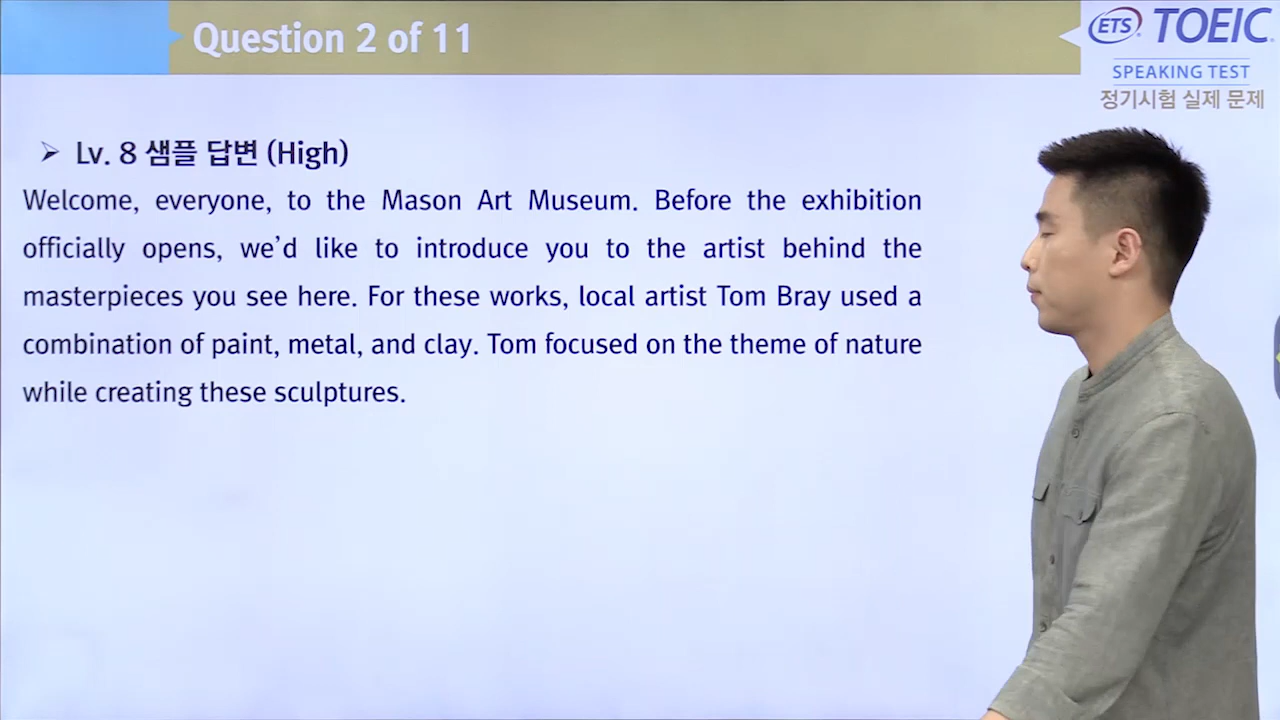 Question 2 of 11
ETS TOEIC
SPEAKING TEST
정기시험 실제 문제
➤ Lv. 8 샘플 답변 (High)
Welcome, everyone, to the Mason Art Museum. Before the exhibition
officially opens, we’d like to introduce you to the artist behind the
masterpieces you see here. For these works, local artist Tom Bray used a
combination of paint, metal, and clay. Tom focused on the theme of nature
while creating these sculptures.